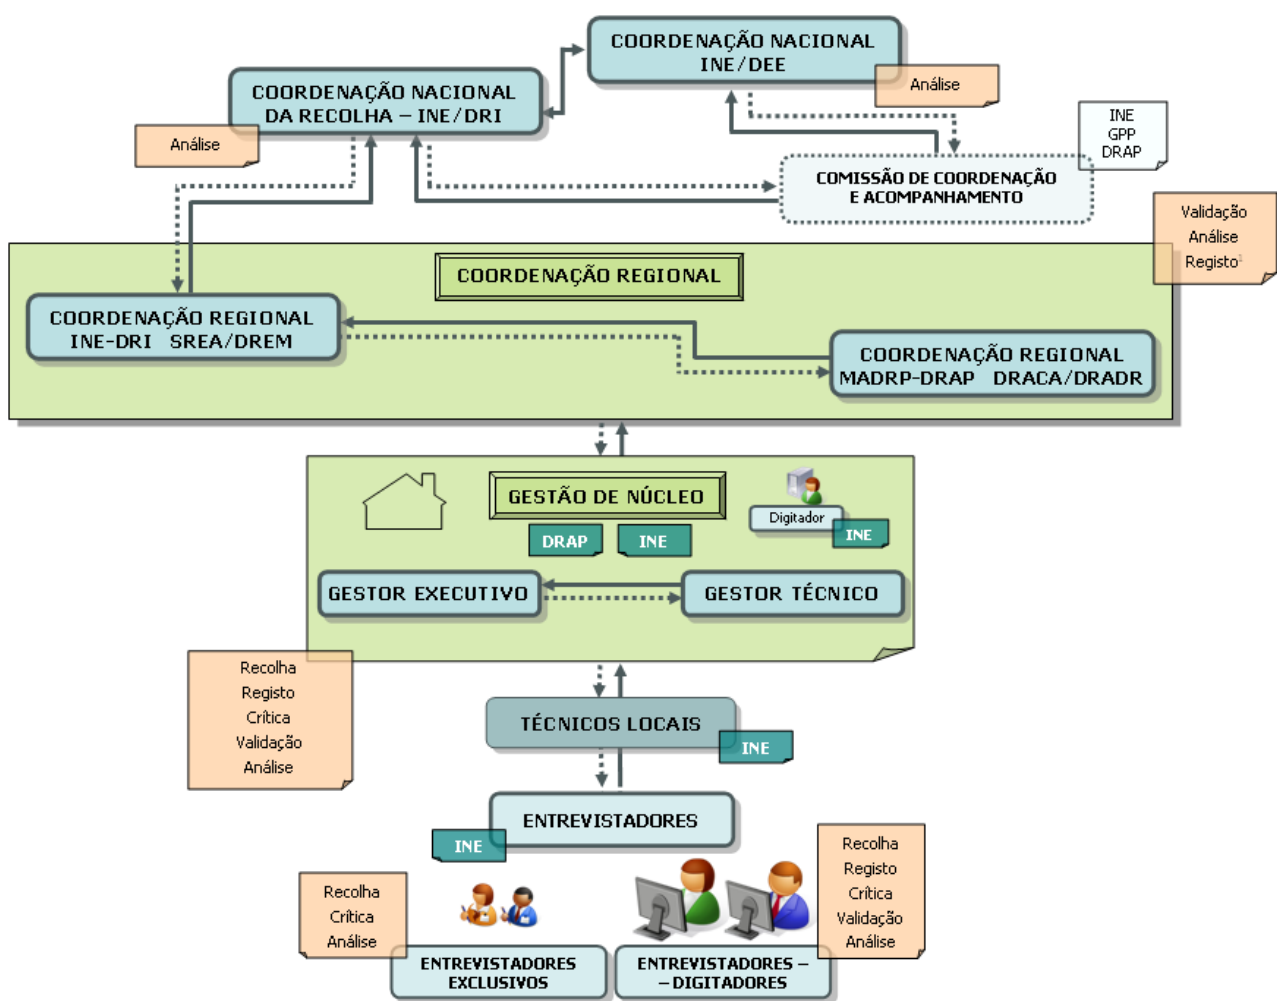 COORDENAÇÃO NACIONAL
INE/DEE
Análise
COORDENAÇÃO NACIONAL
DA RECOLHA – INE/DRI
Análise
INE
GPP
DRAP
COMISSÃO DE COORDENAÇÃO
E ACOMPANHAMENTO
Validação
Análise
Registo¹
COORDENAÇÃO REGIONAL
COORDENAÇÃO REGIONAL
INE-DRI SREA/DREM
COORDENAÇÃO REGIONAL
MADRP-DRAP DRACA/DRADR
GESTÃO DE NÚCLEO
DRAP
INE
Digitador
INE
GESTOR EXECUTIVO
GESTOR TÉCNICO
Recolha
Registo
Crítica
Validação
Análise
TÉCNICOS LOCAIS
INE
ENTREVISTADORES
INE
Recolha
Crítica
Análise
Recolha
Registo
Crítica
Validação
Análise
ENTREVISTADORES
EXCLUSIVOS
ENTREVISTADORES –
– DIGITADORES